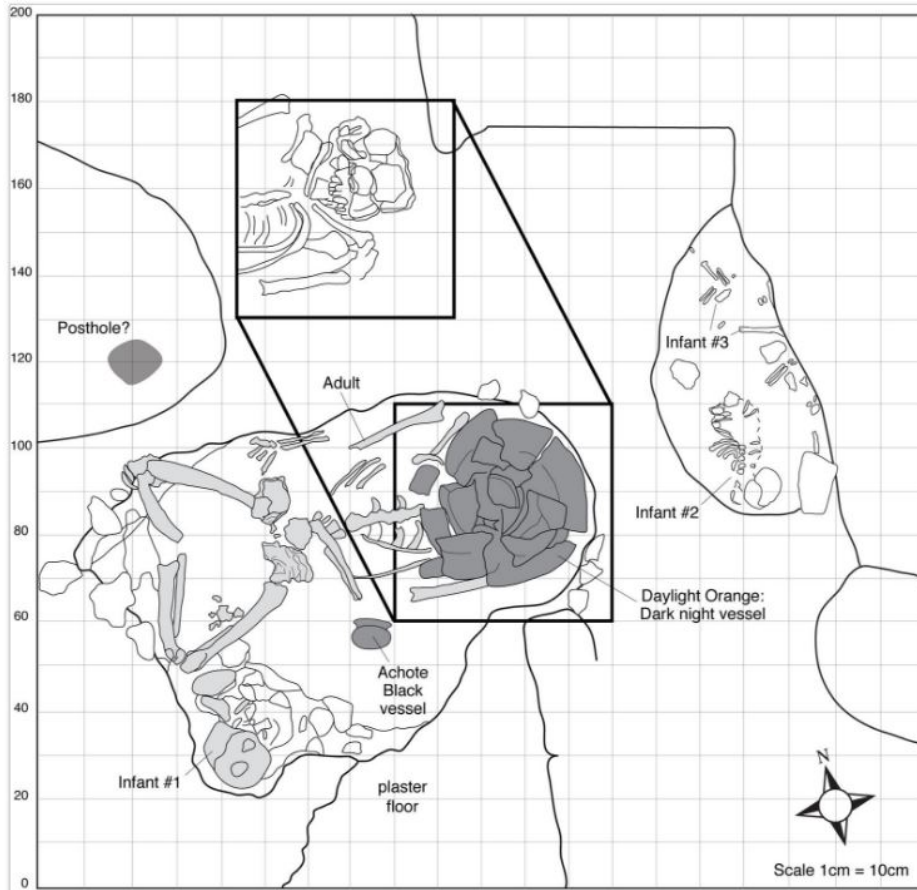 200
180
160
140
120
100
80
60
40
20
0
Posthole?
Adult
Infant #3
Infant #2
Daylight Orange:
Dark night vessel
Achote
Black
vessel
Infant #1
plaster
floor
N
Scale 1cm = 10cm